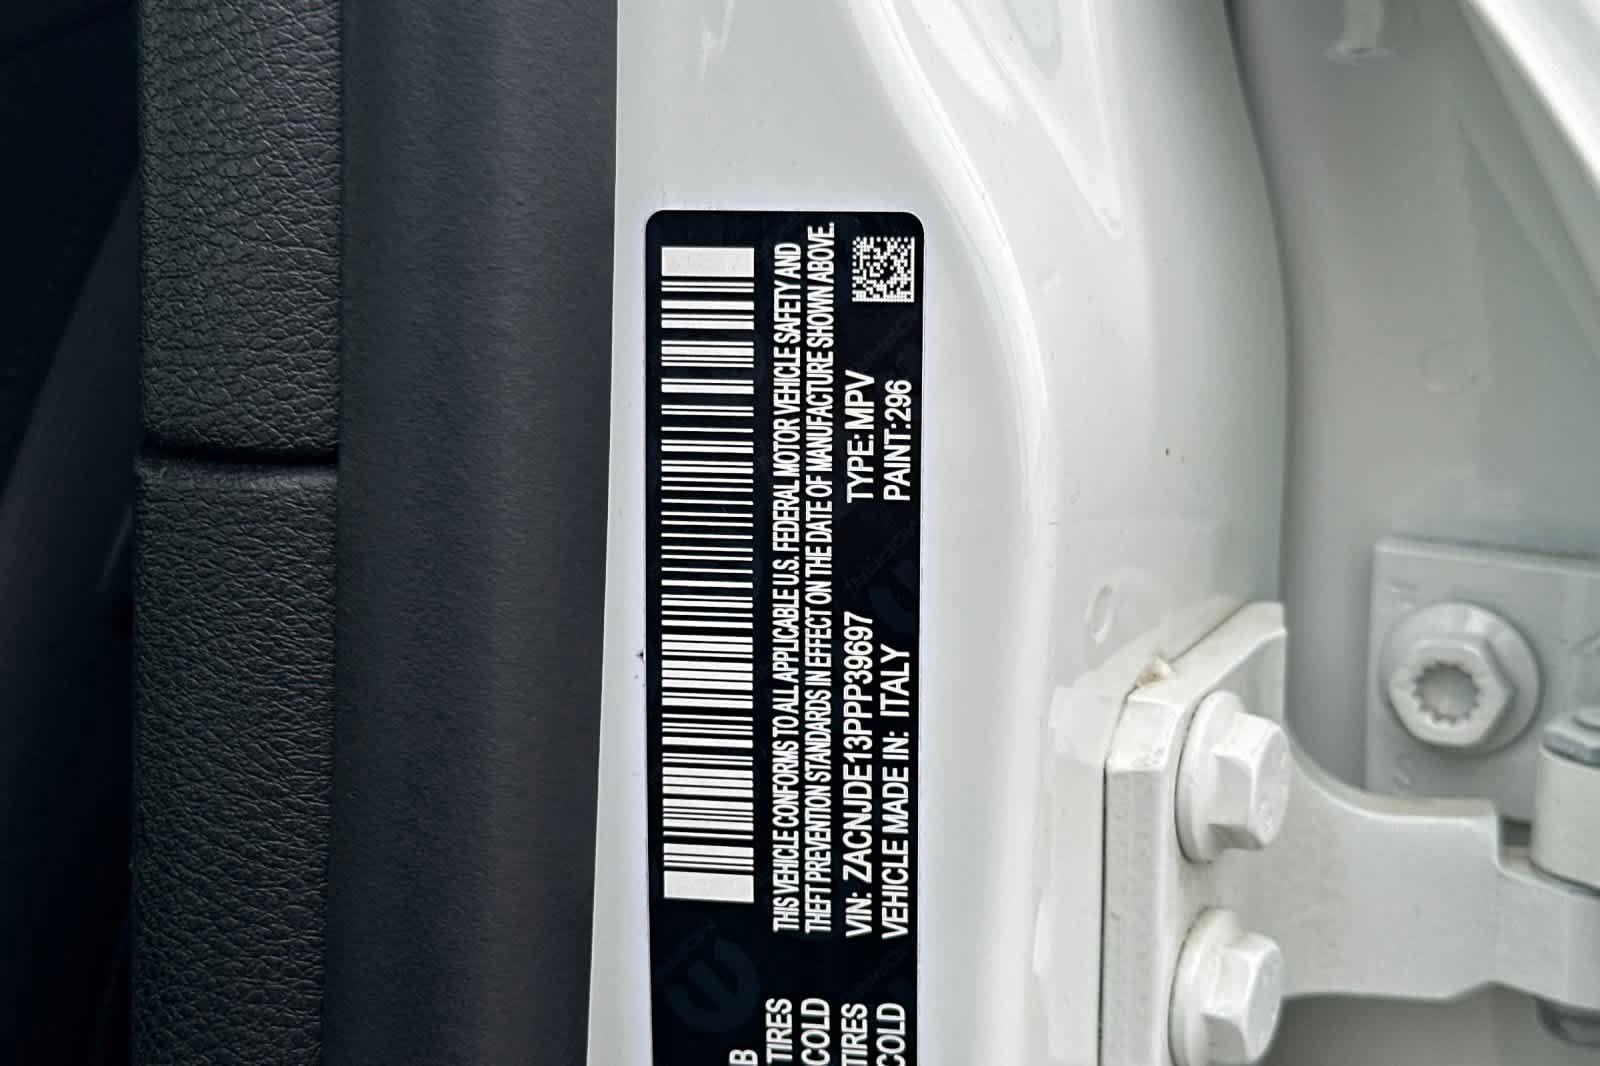 B
TIRES
COLD
TIRES
COLD
THIS VEHICLE CONFORMS TO ALL APPLICABLE U.S. FEDERAL MOTOR VEHICLE SAFETY AND
THEFT PREVENTION STANDARDS IN EFFECT ON THE DATE OF MANUFACTURE SHOWN ABOVE.
VIN: ZACNJDE13PPP39697 TYPE: MPV
VEHICLE MADE IN: ITALY PAINT:296